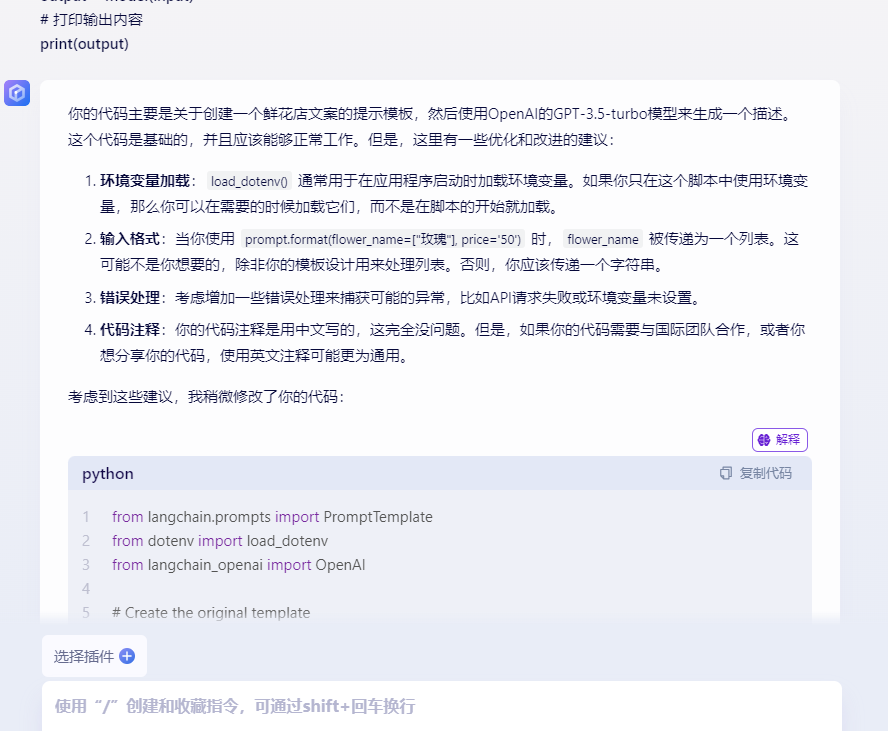 output = model(input)
# 打印输出内容
print(output)
你的代码主要是关于创建一个鲜花店文案的提示模板，然后使用OpenAI的GPT-3.5-turbo模型来生成一个描述。
这个代码是基础的，并且应该能够正常工作。但是，这里有一些优化和改进的建议：
1. 环境变量加载： load_dotenv() 通常用于在应用程序启动时加载环境变量。如果你只在这个脚本中使用环境变
量，那么你可以在需要的时候加载它们，而不是在脚本的开始就加载。
2. 输入格式：当你使用 prompt.format(flower_name=["玫瑰"], price='50') 时， flower_name 被传递为一个列表。这
可能不是你想要的，除非你的模板设计用来处理列表。否则，你应该传递一个字符串。
3. 错误处理：考虑增加一些错误处理来捕获可能的异常，比如API请求失败或环境变量未设置。
4. 代码注释：你的代码注释是用中文写的，这完全没问题。但是，如果你的代码需要与国际团队合作，或者你
想分享你的代码，使用英文注释可能更为通用。
考虑到这些建议，我稍微修改了你的代码：
解释
python 复制代码
1 from langchain.prompts import PromptTemplate
2 from dotenv import load_dotenv
3 from langchain_openai import OpenAI
4
5 # Create the original template
选择插件
使用“/”创建和收藏指令，可通过shift+回车换行